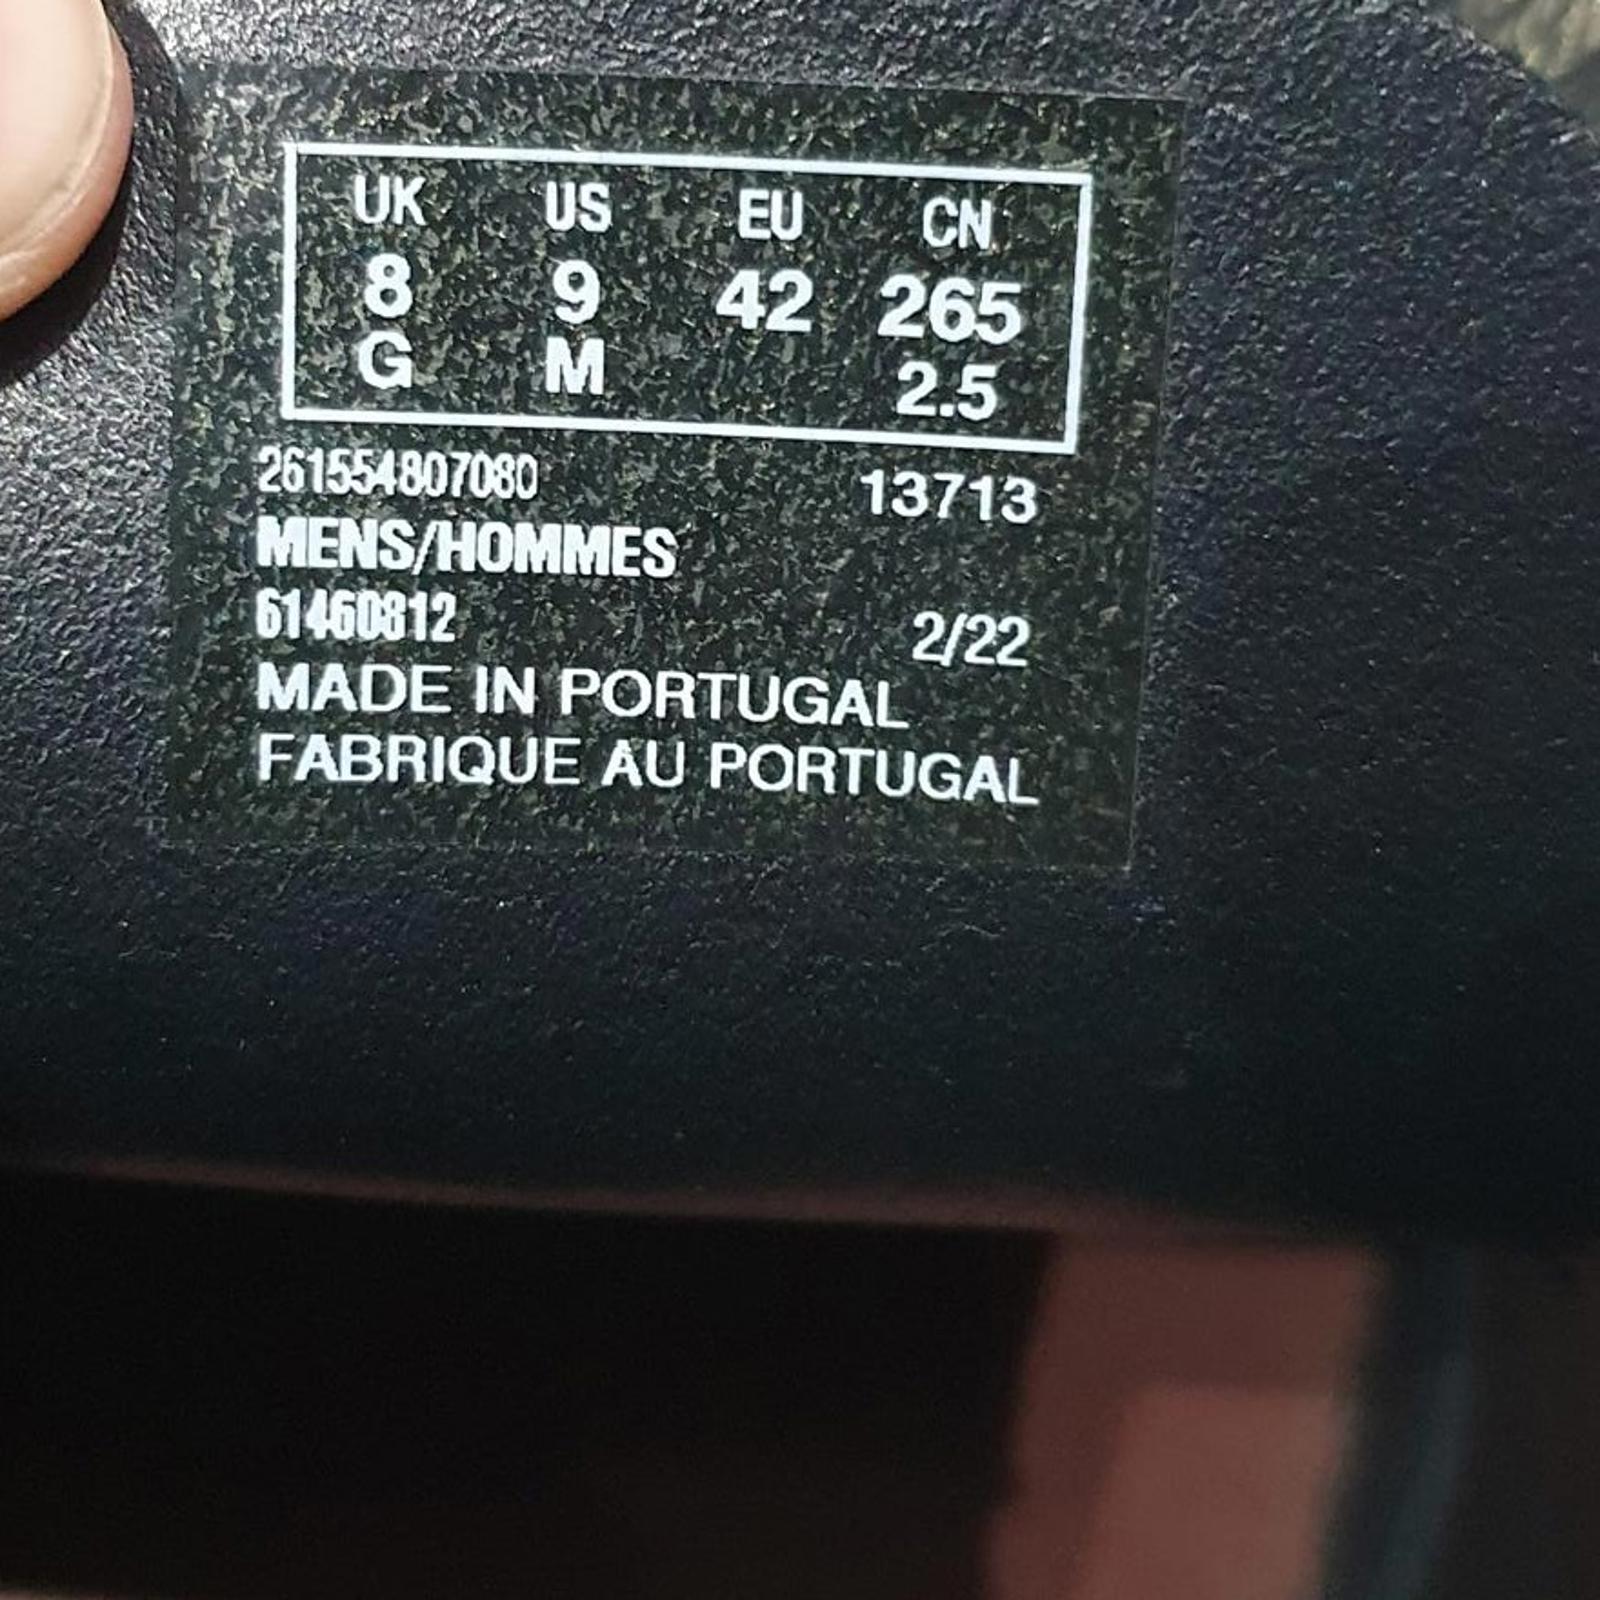 UK US EU CN
8 9 42 265
G M 2.5
261554807080 13713
MENS/HOMMES
61460812 2/22
MADE IN PORTUGAL
FABRIQUE AU PORTUGAL